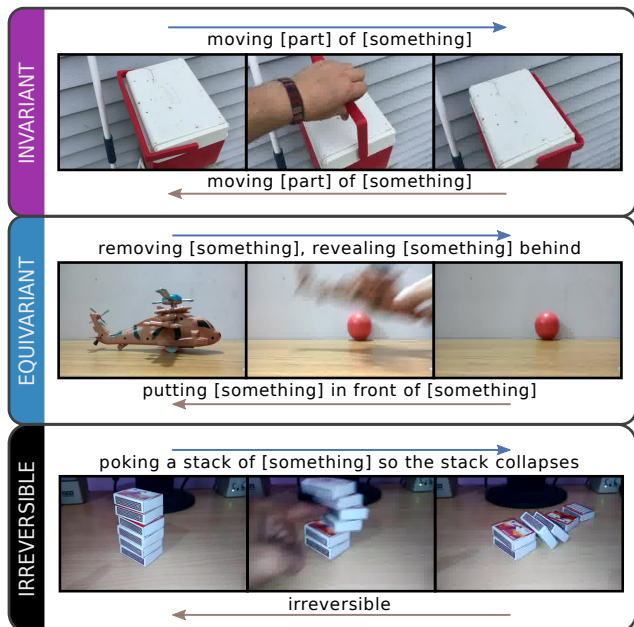 INVARIANT
moving [part] of [something]
moving [part] of [something]
EQUIVARIANT
removing [something], revealing [something] behind
putting [something] in front of [something]
IRREVERSIBLE
poking a stack of [something] so the stack collapses
irreversible